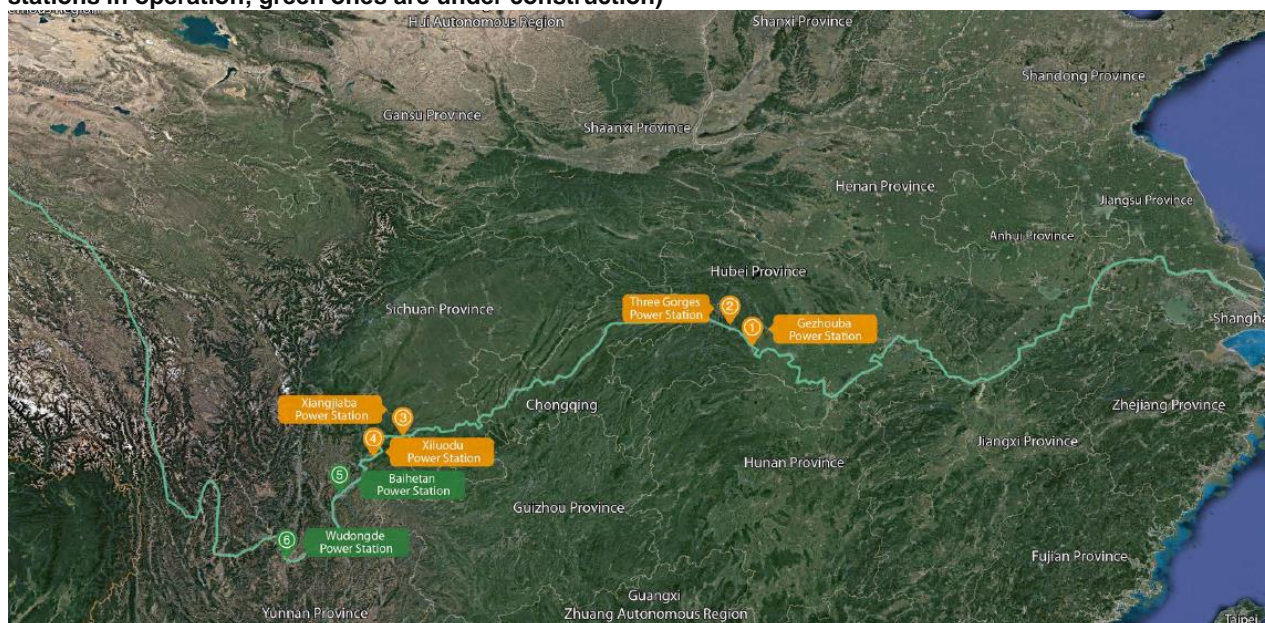 stations in operation; green ones are under construction)
Hui Autonomous Region
Shanxi Province
Shandong Province
Gansu Province
Shaanxi Province
Henan Province
Jiangsu Province
Anhui Province
Hubei Province
Sichuan Province
Three Gorges
Power Station
2
1
Gezhouba
Power Station
Shangha
Xiangjiaba
Power Station
3
Chongqing
Zhejiang Province
4
Xiluodu
Power Station
Jiangxi Province
Hunan Province
5
Baihetan
Power Station
Guizhou Province
6
Wudongde
Power Station
Fujian Province
Guangxi
Zhuang Autonomous Region
Yunnan Province
Taipei